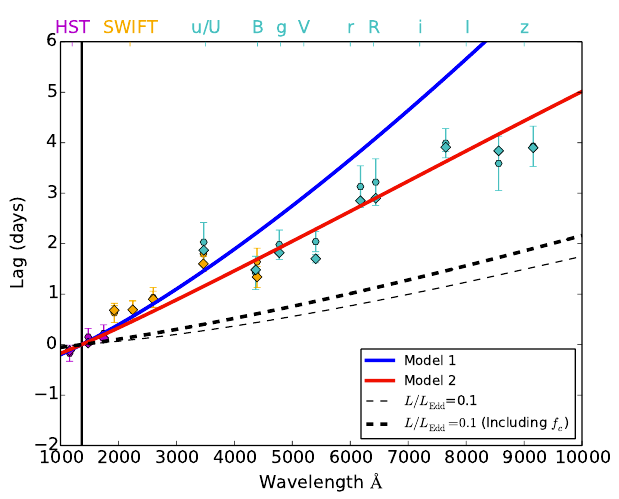 HST SWIFT u/U B g V r R i I z
6
5
4
3
2
1
0
−1
−2
Lag (days)
1000 2000 3000 4000 5000 6000 7000 8000 9000 10000
Wavelength Å
Model 1
Model 2
L/L_Edd=0.1
L/L_Edd=0.1 (Including f_c)